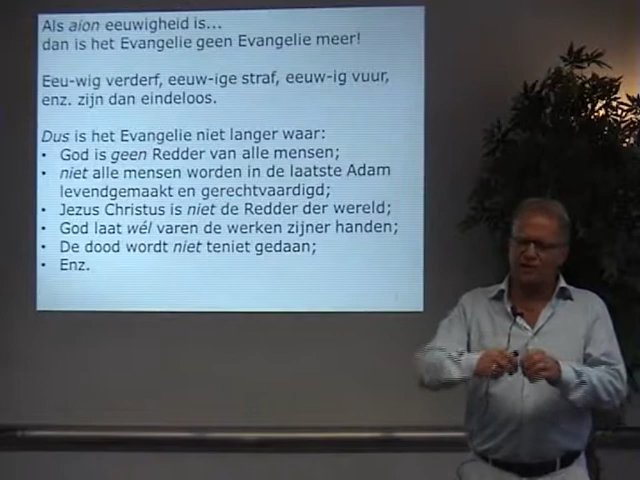 Als aion eeuwigheid is...
dan is het Evangelie geen Evangelie meer!
Eeu-wig verderf, eeuw-ige straf, eeuw-ig vuur,
enz. zijn dan eindeloos.
Dus is het Evangelie niet langer waar:
• God is geen Redder van alle mensen;
• niet alle mensen worden in de laatste Adam
levendgemaakt en gerechtvaardigd;
• Jezus Christus is niet de Redder der wereld;
• God laat wél varen de werken zijner handen;
• De dood wordt niet teniet gedaan;
• Enz.